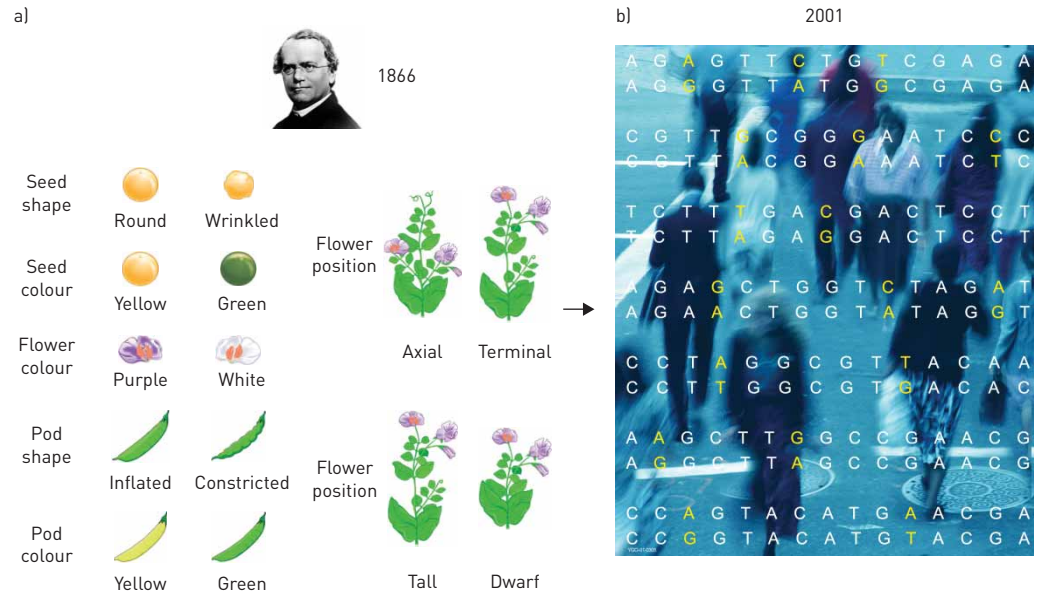 a)
1866
Seed
shape
Round
Wrinkled
Seed
colour
Yellow
Green
Flower
colour
Purple
White
Pod
shape
Inflated
Constricted
Pod
colour
Yellow
Green
Flower
position
Axial
Terminal
Flower
position
Tall
Dwarf
b)
2001
A G A G T T C T G T C G A G A
A G G G T T A T G G C G A G A
C G T T G C G G G A A T C C C
C G T T A C G G A A A T C T C
T C T T T G A C G A C T C C T
T C T T A G A G G A C T C C T
A G A G C T G G T C T A G A T
A G A A C T G G T A T A G G T
C C T A G G C G T T A C A A
C C T T G G C G T G A C A C
A A G C T T G G C C G A A C G
A G G C T T A G C C G A A C G
C C A G T A C A T G A A C G A
C C G G T A C A T G T A C G A